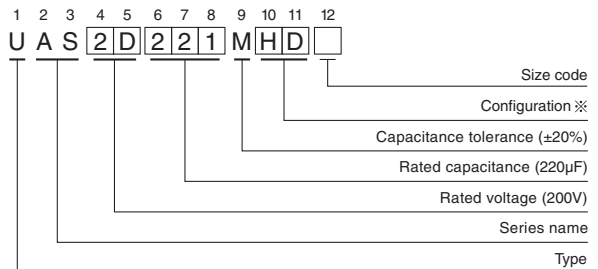 1 2 3 4 5 6 7 8 9 10 11 12
U A S 2 D 2 2 1 M H D
Size code
Configuration ※
Capacitance tolerance (±20%)
Rated capacitance (220µF)
Rated voltage (200V)
Series name
Type